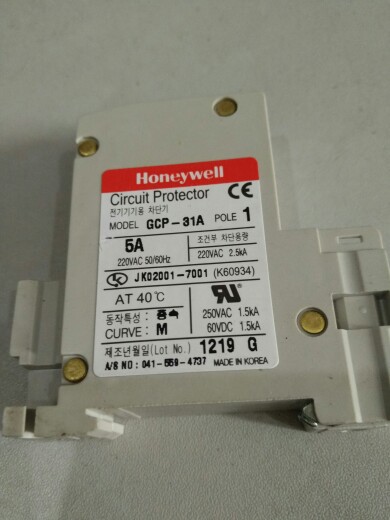 Honeywell
Circuit Protector CE
전기기기용 차단기
MODEL GCP-31A POLE 1
5A 조건부 차단용량
220VAC 50/60Hz 220VAC 2.5kA
JK02001-7001 (K60934)
AT 40℃
동작특성: 중속 250VAC 1.5kA
CURVE: M 60VDC 1.5kA
제조년월일(Lot No.) 1219 G
A/S NO: 041-559-4737 MADE IN KOREA